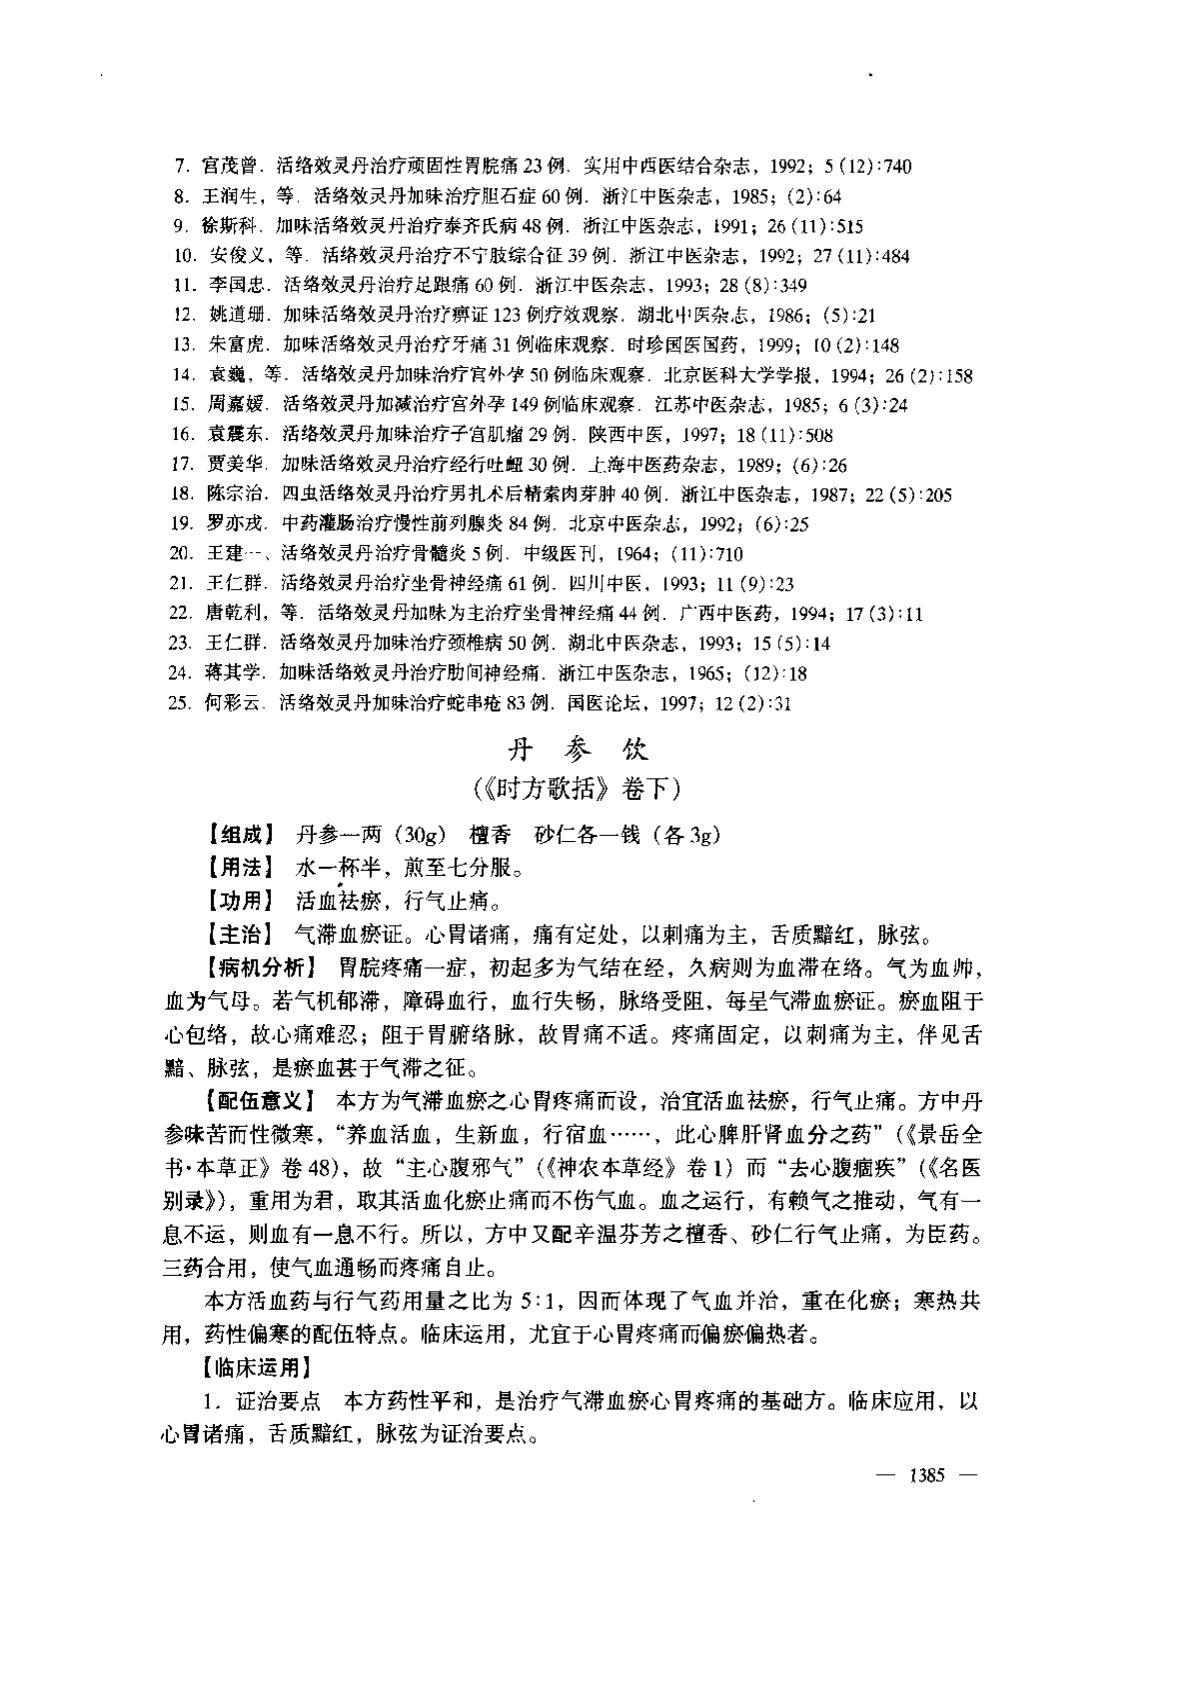 7. 宫茂曾. 活络效灵丹治疗顽固性胃脘痛 23 例. 实用中西医结合杂志, 1992; 5 (12):740
8. 王润生, 等. 活络效灵丹加味治疗胆石症 60 例. 浙江中医杂志, 1985; (2):64
9. 徐斯科. 加味活络效灵丹治疗泰齐氏病 48 例. 浙江中医杂志, 1991; 26 (11):515
10. 安俊义, 等. 活络效灵丹治疗不宁肢综合征 39 例. 浙江中医杂志, 1992; 27 (11):484
11. 李国忠. 活络效灵丹治疗足跟痛 60 例. 浙江中医杂志, 1993; 28 (8):349
12. 姚道珊. 加味活络效灵丹治疗痹证 123 例疗效观察. 湖北中医杂志, 1986; (5):21
13. 朱富虎. 加味活络效灵丹治疗牙痛 31 例临床观察. 时珍国医国药, 1999; 10 (2):148
14. 袁巍, 等. 活络效灵丹加味治疗宫外孕 50 例临床观察. 北京医科大学学报, 1994; 26 (2):158
15. 周嘉媛. 活络效灵丹加减治疗宫外孕 149 例临床观察. 江苏中医杂志, 1985; 6 (3):24
16. 袁震东. 活络效灵丹加味治疗子宫肌瘤 29 例. 陕西中医, 1997; 18 (11):508
17. 贾美华. 加味活络效灵丹治疗经行吐衄 30 例. 上海中医药杂志, 1989; (6):26
18. 陈宗治. 四虫活络效灵丹治疗男扎术后精索肉芽肿 40 例. 浙江中医杂志, 1987; 22 (5):205
19. 罗亦戎. 中药灌肠治疗慢性前列腺炎 84 例. 北京中医杂志, 1992; (6):25
20. 王建一、活络效灵丹治疗骨髓炎 5 例. 中级医刊, 1964; (11):710
21. 王仁群. 活络效灵丹治疗坐骨神经痛 61 例. 四川中医, 1993; 11 (9):23
22. 唐乾利, 等. 活络效灵丹加味为主治疗坐骨神经痛 44 例. 广西中医药, 1994; 17 (3):11
23. 王仁群. 活络效灵丹加味治疗颈椎病 50 例. 湖北中医杂志, 1993; 15 (5):14
24. 蒋其学. 加味活络效灵丹治疗肋间神经痛. 浙江中医杂志, 1965; (12):18
25. 何彩云. 活络效灵丹加味治疗蛇串疮 83 例. 国医论坛, 1997; 12 (2):31
丹 参 饮
(《时方歌括》卷下)
【组成】 丹参一两 (30g) 檀香 砂仁各一钱 (各 3g)
【用法】 水一杯半, 煎至七分服。
【功用】 活血祛瘀, 行气止痛。
【主治】 气滞血瘀证。心胃诸痛, 痛有定处, 以刺痛为主, 舌质黯红, 脉弦。
【病机分析】 胃脘疼痛一症, 初起多为气结在经, 久病则为血滞在络。气为血帅,
血为气母。若气机郁滞, 障碍血行, 血行失畅, 脉络受阻, 每呈气滞血瘀证。瘀血阻于
心包络, 故心痛难忍; 阻于胃腑络脉, 故胃痛不适。疼痛固定, 以刺痛为主, 伴见舌
黯、脉弦, 是瘀血甚于气滞之征。
【配伍意义】 本方为气滞血瘀之心胃疼痛而设, 治宜活血祛瘀, 行气止痛。方中丹
参味苦而性微寒, “养血活血, 生新血, 行宿血……, 此心脾肝肾血分之药” (《景岳全
书·本草正》卷 48), 故 “主心腹邪气” (《神农本草经》卷 1) 而 “去心腹痼疾” (《名医
别录》), 重用为君, 取其活血化瘀止痛而不伤气血。血之运行, 有赖气之推动, 气有一
息不运, 则血有一息不行。所以, 方中又配辛温芬芳之檀香、砂仁行气止痛, 为臣药。
三药合用, 使气血通畅而疼痛自止。
本方活血药与行气药用量之比为 5:1, 因而体现了气血并治, 重在化瘀; 寒热共
用, 药性偏寒的配伍特点。临床运用, 尤宜于心胃疼痛而偏瘀偏热者。
【临床运用】
1. 证治要点 本方药性平和, 是治疗气滞血瘀心胃疼痛的基础方。临床应用, 以
心胃诸痛, 舌质黯红, 脉弦为证治要点。
— 1385 —